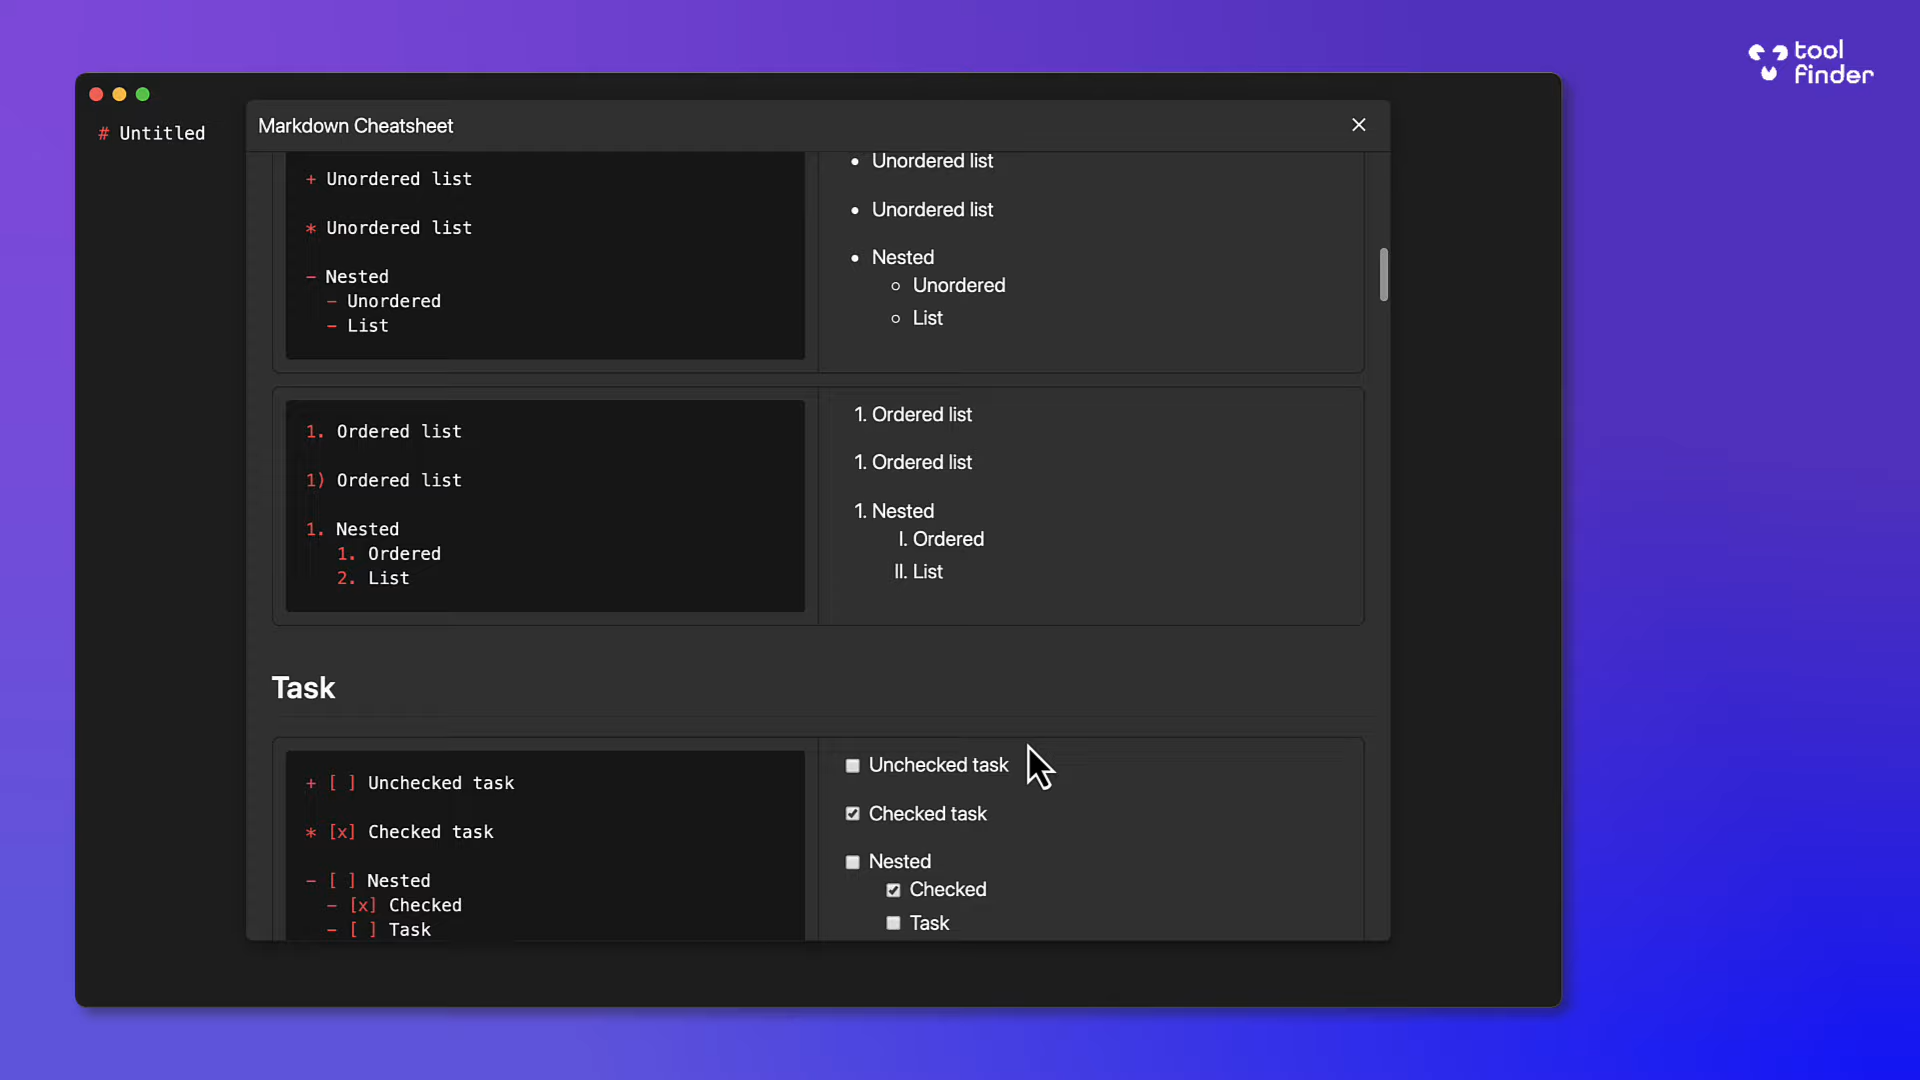 tool
finder
# Untitled
Markdown Cheatsheet
+ Unordered list
* Unordered list
- Nested
- Unordered
- List
• Unordered list
• Unordered list
• Nested
○ Unordered
○ List
1. Ordered list
1) Ordered list
1. Nested
1. Ordered
2. List
1. Ordered list
1. Ordered list
1. Nested
I. Ordered
II. List
Task
+ [ ] Unchecked task
* [x] Checked task
- [ ] Nested
- [x] Checked
- [ ] Task
Unchecked task
Checked task
Nested
Checked
Task